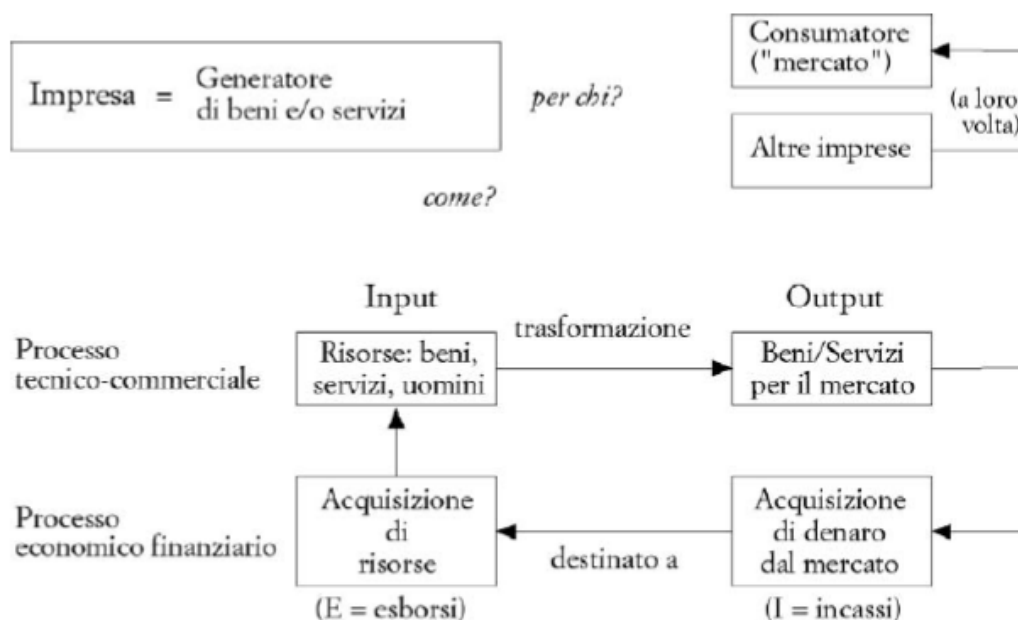 Impresa = Generatore
di beni e/o servizi
per chi?
Consumatore
("mercato")
(a loro
volta)
Altre imprese
come?
Input
Output
Processo
tecnico-commerciale
Risorse: beni,
servizi, uomini
trasformazione
Beni/Servizi
per il mercato
Processo
economico finanziario
Acquisizione
di
risorse
destinato a
Acquisizione
di denaro
dal mercato
(E = esborsi)
(I = incassi)